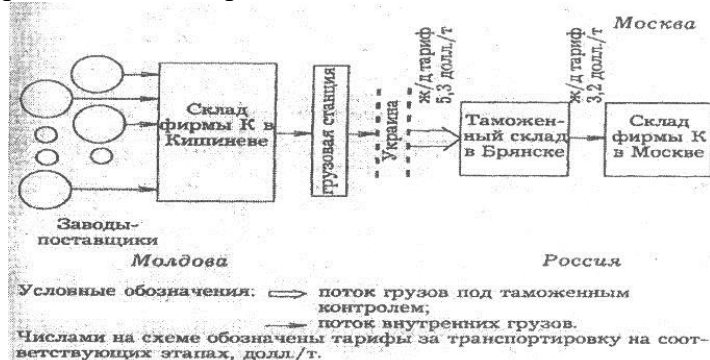 Москва
ж/д тариф
5,3 долл./т
ж/д тариф
3,2 долл./т
Склад
фирмы К в
Кишиневе
грузовая станция
Украина
Таможен-
ный склад
в Брянске
Склад
фирмы К
в Москве
Заводы-
поставщики
Молдова
Россия
Условные обозначения:
поток грузов под таможенным
контролем;
поток внутренних грузов.
Числами на схеме обозначены тарифы за транспортировку на соот-
ветствующих этапах, долл./т.